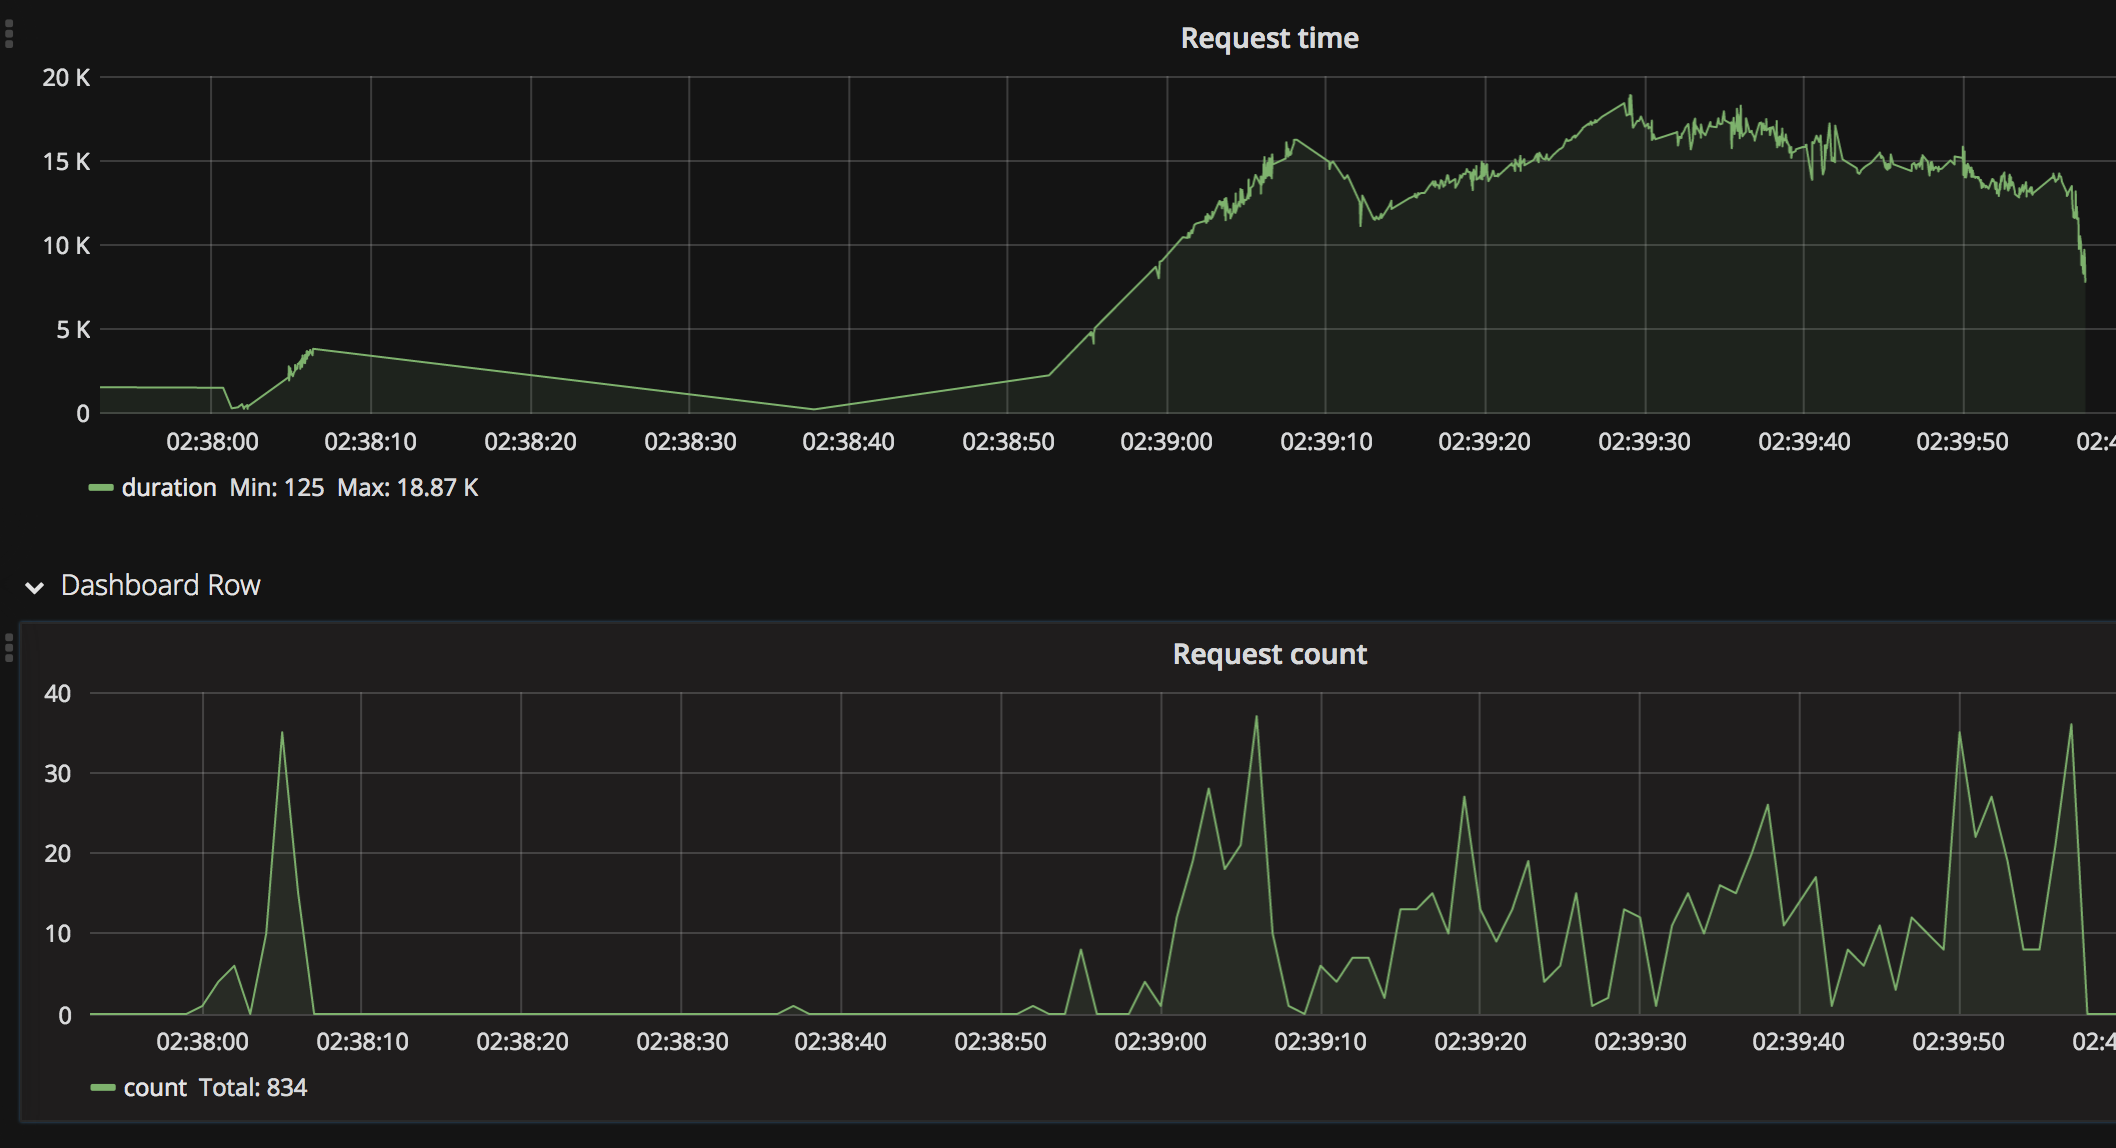 Request time
20 K
15 K
10 K
5 K
0
02:38:00 02:38:10 02:38:20 02:38:30 02:38:40 02:38:50 02:39:00 02:39:10 02:39:20 02:39:30 02:39:40 02:39:50 02:4
duration Min: 125 Max: 18.87 K
Dashboard Row
Request count
40
30
20
10
0
02:38:00 02:38:10 02:38:20 02:38:30 02:38:40 02:38:50 02:39:00 02:39:10 02:39:20 02:39:30 02:39:40 02:39:50 02:4
count Total: 834